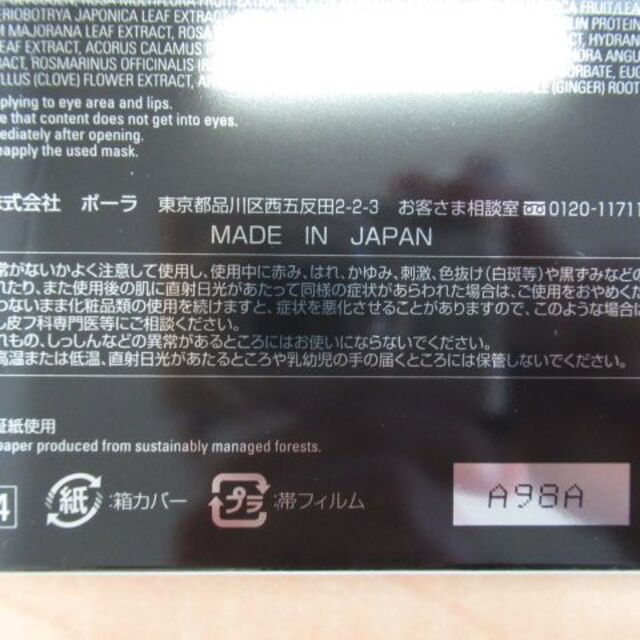 MULTIFLORA FRUIT EXTRACT,
ERIOBOTRYA JAPONICA LEAF EXTRACT,
MAJORANA LEAF EXTRACT, ROSA LIN PROTEIN
LEAF EXTRACT, ACORUS CALAMUS HYDRAN
ROSMARINUS OFFICINALIS ANGU
(CLOVE) FLOWER EXTRACT, (GINGER) ROOT
pplying to eye area and lips.
e that content does not get into eyes.
mediately after opening.
eapply the used mask.
株式会社 ポーラ 東京都品川区西五反田2-2-3 お客さま相談室 0120-11711
MADE IN JAPAN
常がないかよく注意して使用し、使用中に赤み、はれ、かゆみ、刺激、色抜け(白斑等)や黒ずみなどの
れたり、また使用後の肌に直射日光があたって同様の症状があらわれた場合は、ご使用をおやめくだ
わないまま化粧品類の使用を続けますと、症状を悪化させることがありますので、このような場合は
し皮フ科専門医等にご相談ください。
れもの、しっしんなどの異常があるところにはお使いにならないでください。
高温または低温、直射日光があたるところや乳幼児の手の届くところには保管しないでください。
証紙使用
paper produced from sustainably managed forests.
4 紙 :箱カバー プラ :帯フィルム A98A